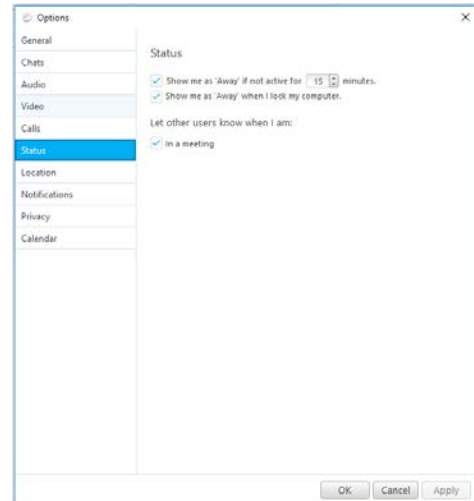 Options
General
Chats
Audio
Video
Calls
Status
Location
Notifications
Privacy
Calendar
Status
Show me as 'Away' if not active for 15 minutes.
Show me as 'Away' when I lock my computer.
Let other users know when I am:
In a meeting
OK Cancel Apply